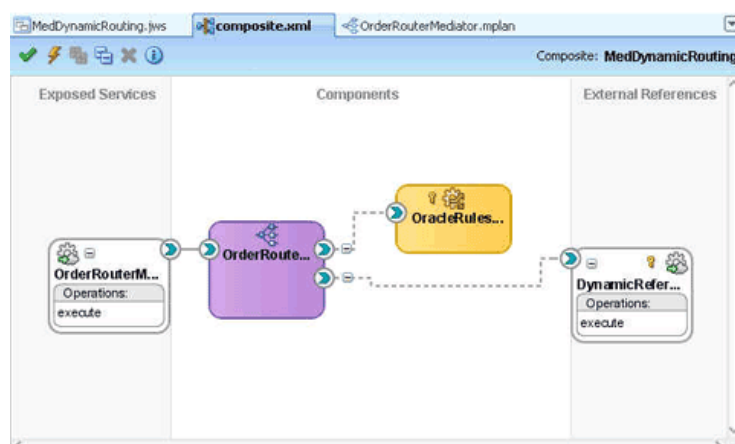 MedDynamicRouting.jws composite.xml OrderRouterMediator.mplan
Composite: MedDynamicRouting
Exposed Services Components External References
OracleRules...
OrderRoute...
OrderRouterM...
Operations:
execute
DynamicRefer...
Operations:
execute